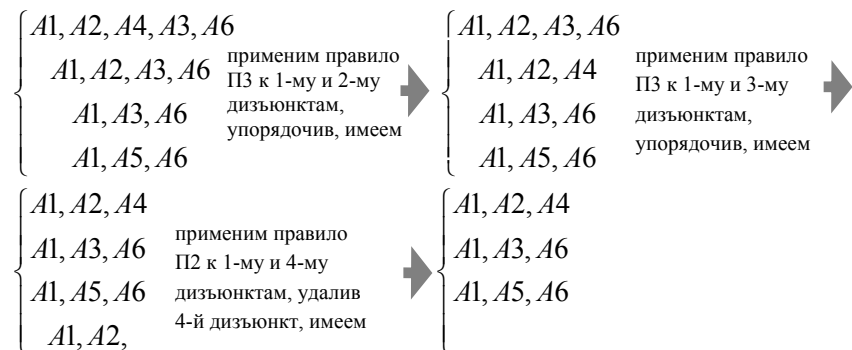 A1, A2, A4, A3, A6
A1, A2, A3, A6
A1, A3, A6
A1, A5, A6
применим правило
П3 к 1-му и 2-му
дизъюнктам,
упорядочив, имеем
A1, A2, A3, A6
A1, A2, A4
A1, A3, A6
A1, A5, A6
применим правило
П3 к 1-му и 3-му
дизъюнктам,
упорядочив, имеем
A1, A2, A4
A1, A3, A6
A1, A5, A6
A1, A2,
применим правило
П2 к 1-му и 4-му
дизъюнктам, удалив
4-й дизъюнкт, имеем
A1, A2, A4
A1, A3, A6
A1, A5, A6